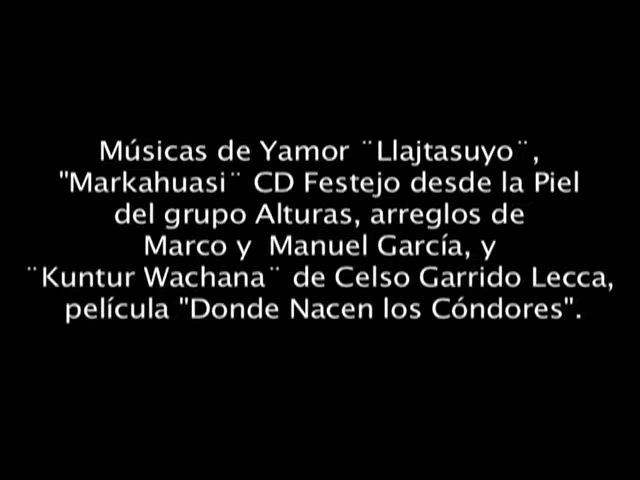 Músicas de Yamor ¨Llajtasuyo¨,
"Markahuasi¨ CD Festejo desde la Piel
del grupo Alturas, arreglos de
Marco y  Manuel García, y
¨Kuntur Wachana¨ de Celso Garrido Lecca,
película "Donde Nacen los Cóndores".